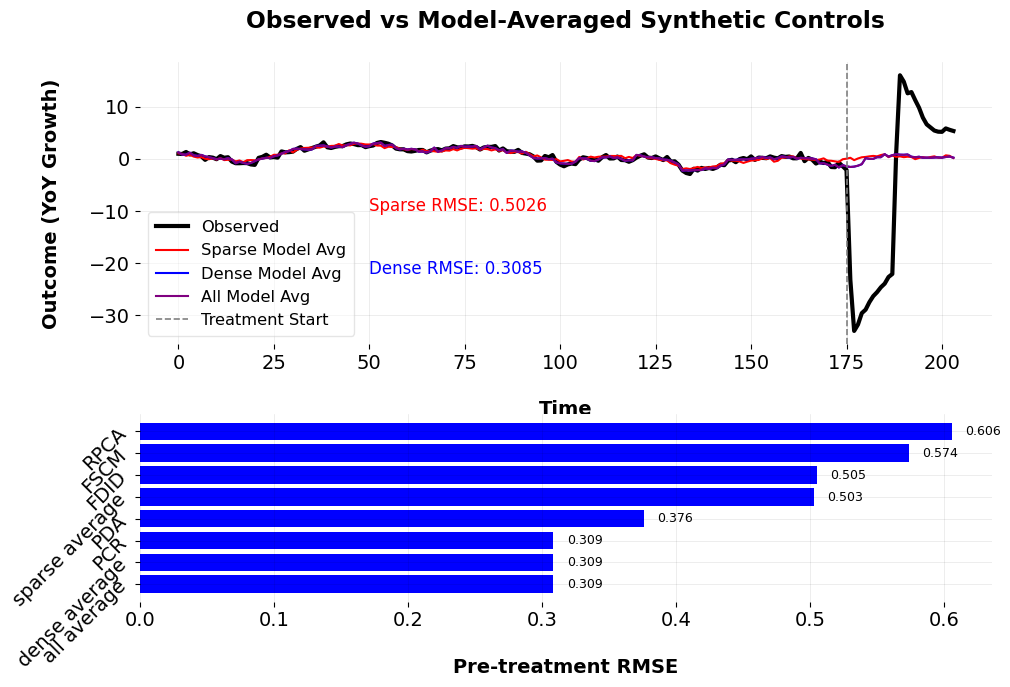 Observed vs Model-Averaged Synthetic Controls
Outcome (YoY Growth)
10
0
−10
−20
−30
Sparse RMSE: 0.5026
Dense RMSE: 0.3085
Observed
Sparse Model Avg
Dense Model Avg
All Model Avg
Treatment Start
0 25 50 75 100 125 150 175 200
Time
RPCA 0.606
FSCM 0.574
FDID 0.505
sparse average 0.503
PDA 0.376
PCR 0.309
dense average 0.309
all average 0.309
0.0 0.1 0.2 0.3 0.4 0.5 0.6
Pre-treatment RMSE